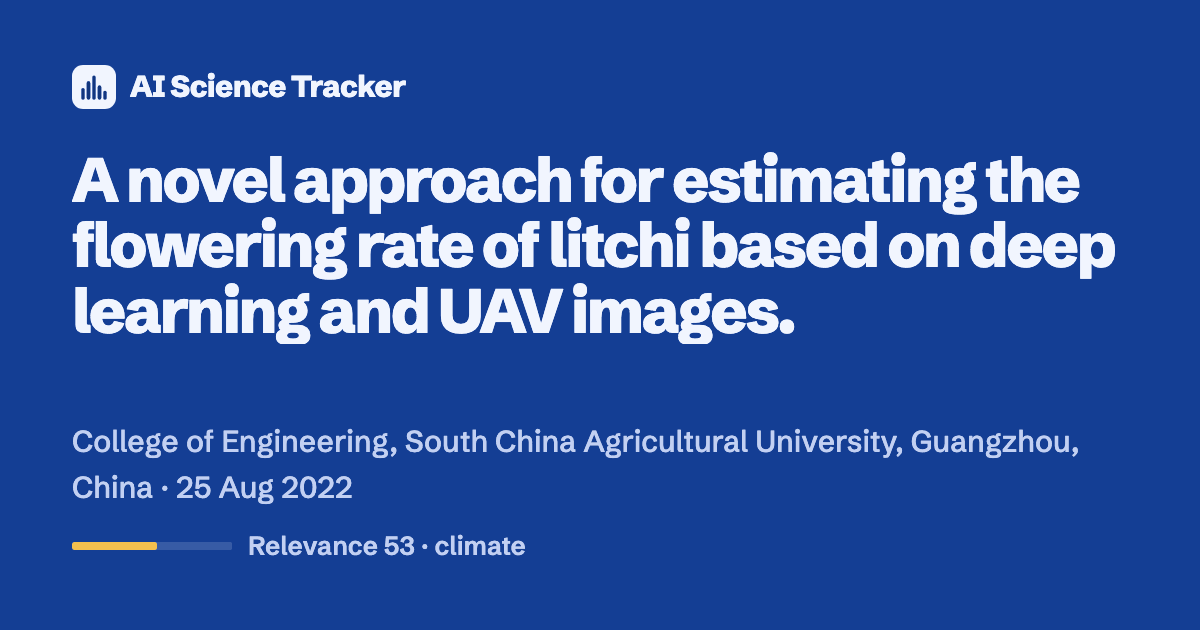 AI Science Tracker
A novel approach for estimating the
flowering rate of litchi based on deep
learning and UAV images.
College of Engineering, South China Agricultural University, Guangzhou,
China · 25 Aug 2022
Relevance 53 · climate